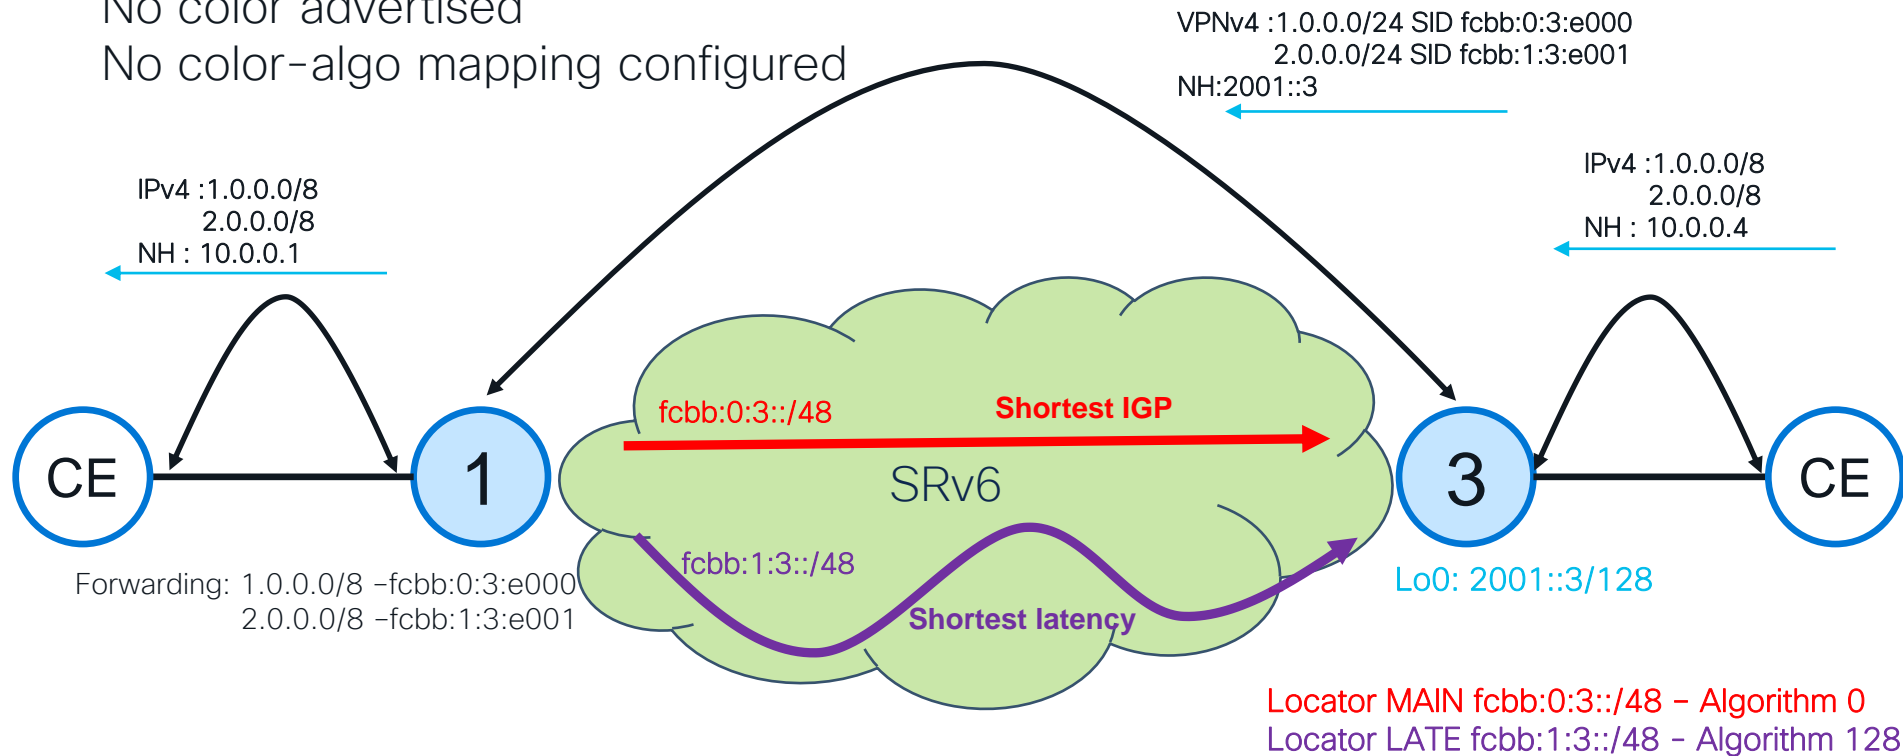 No color advertised
No color-algo mapping configured
VPNv4 :1.0.0.0/24 SID fcbb:0:3:e000
2.0.0.0/24 SID fcbb:1:3:e001
NH:2001::3
IPv4 :1.0.0.0/8
2.0.0.0/8
NH : 10.0.0.1
IPv4 :1.0.0.0/8
2.0.0.0/8
NH : 10.0.0.4
fcbb:0:3::/48
Shortest IGP
CE
1
SRv6
3
CE
fcbb:1:3::/48
Shortest latency
Forwarding: 1.0.0.0/8 -fcbb:0:3:e000
2.0.0.0/8 -fcbb:1:3:e001
Lo0: 2001::3/128
Locator MAIN fcbb:0:3::/48 - Algorithm 0
Locator LATE fcbb:1:3::/48 - Algorithm 128